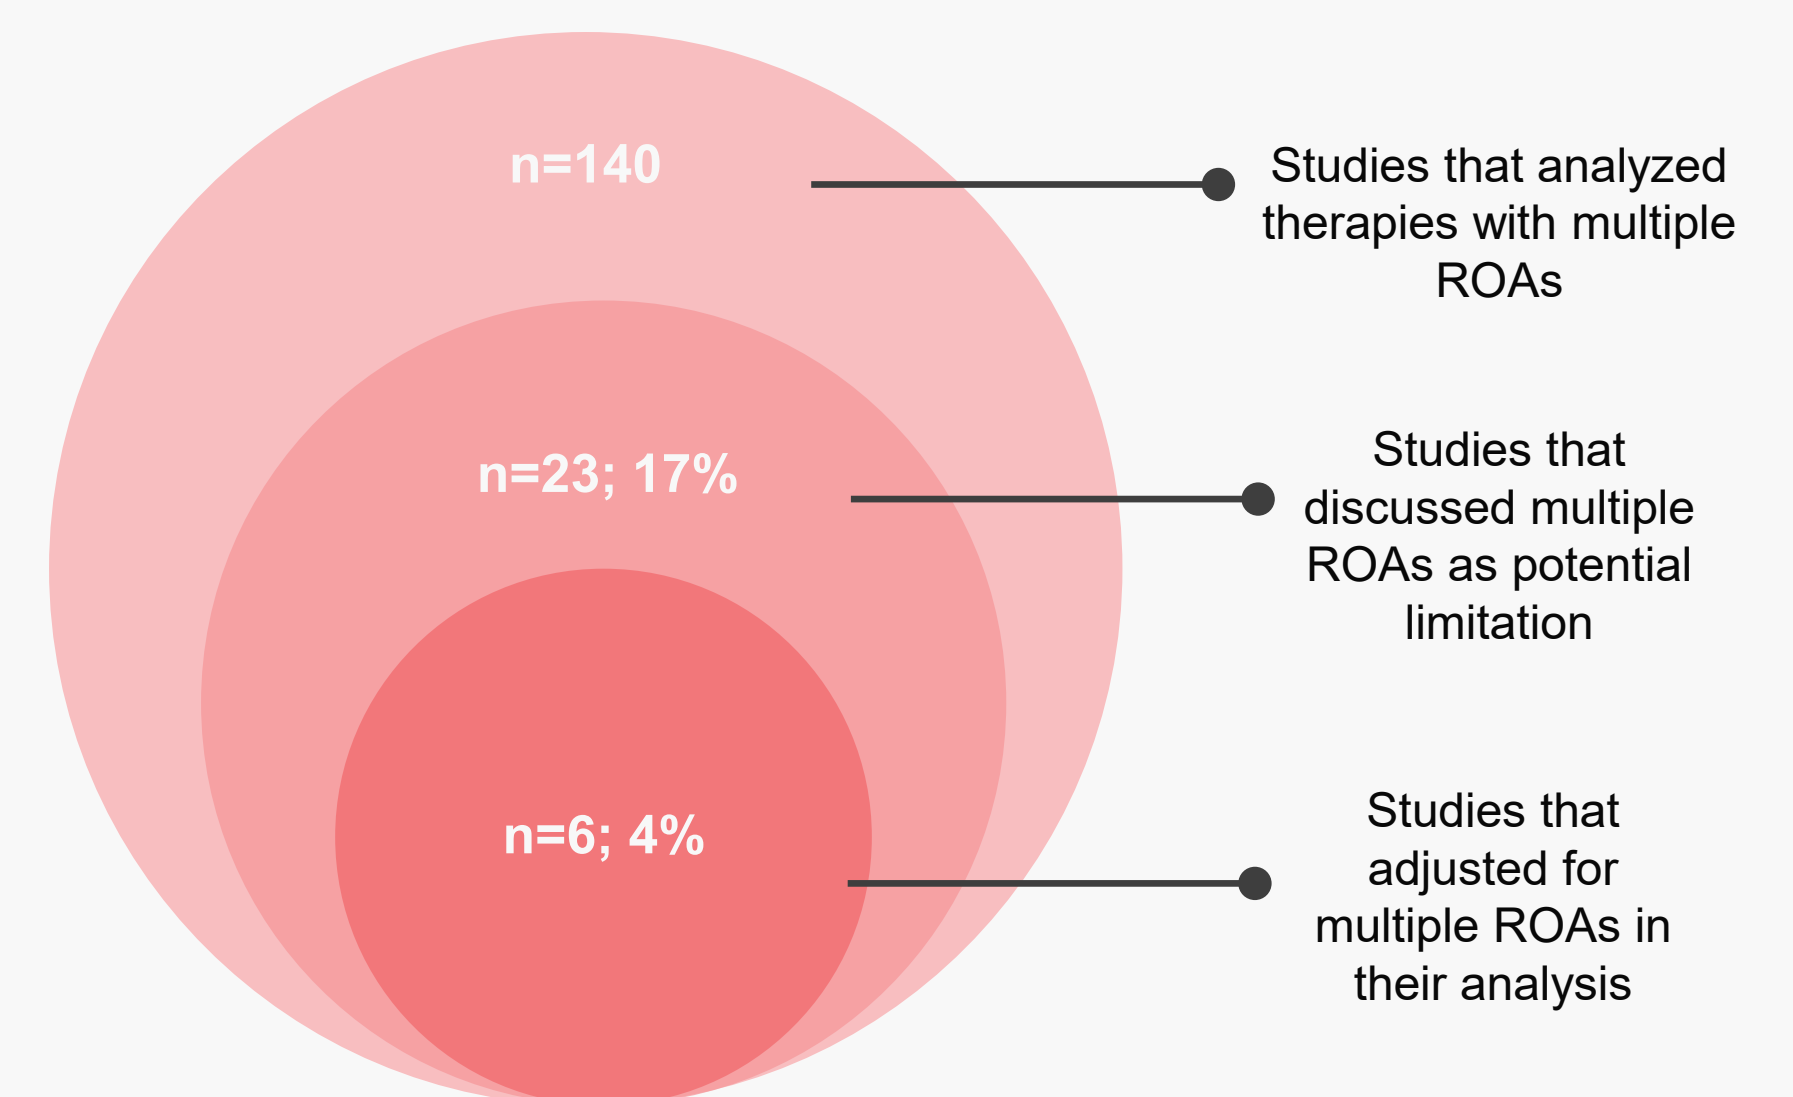 n=140
Studies that analyzed
therapies with multiple
ROAs
n=23; 17%
Studies that
discussed multiple
ROAs as potential
limitation
n=6; 4%
Studies that
adjusted for
multiple ROAs in
their analysis